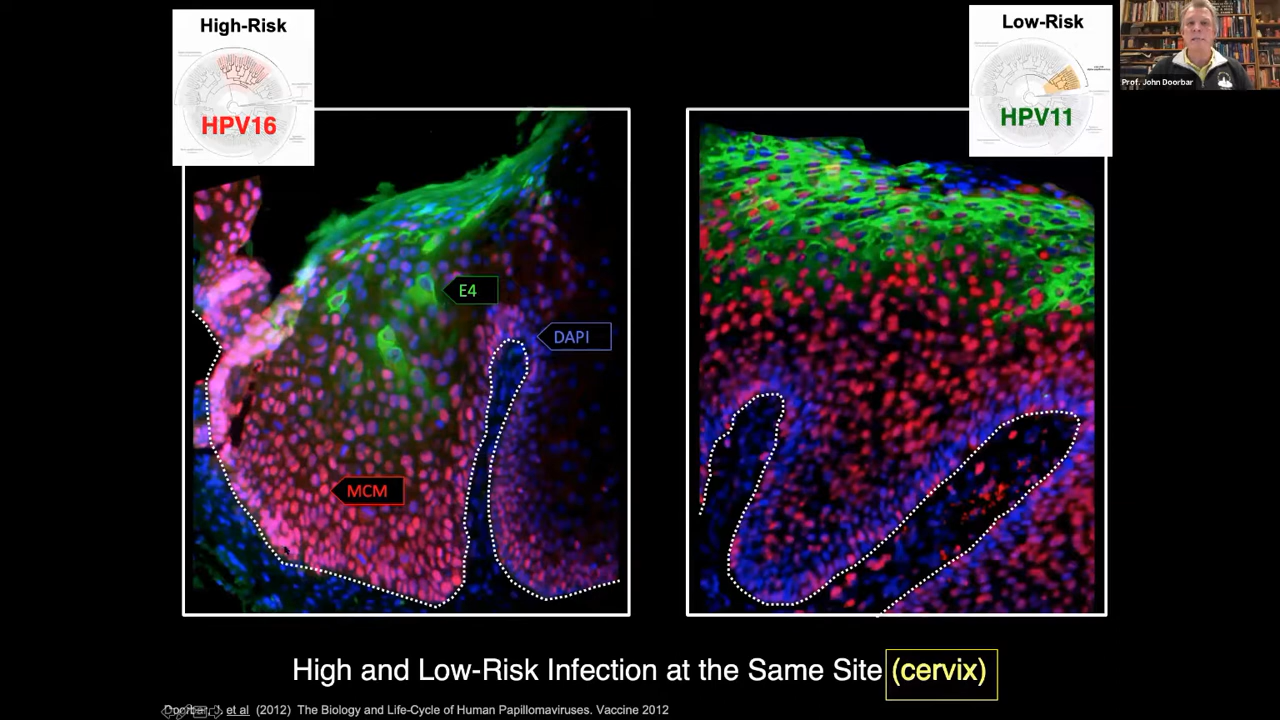 High-Risk
HPV16
Low-Risk
HPV11
Prof. John Doorbar
E4
DAPI
MCM
High and Low-Risk Infection at the Same Site (cervix)
et al (2012) The Biology and Life-Cycle of Human Papillomaviruses. Vaccine 2012